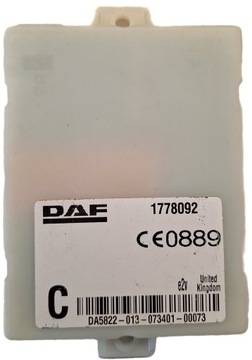 DAF 1778092
CE0889
C
e2v United Kingdom
DA5822-013-073401-00073